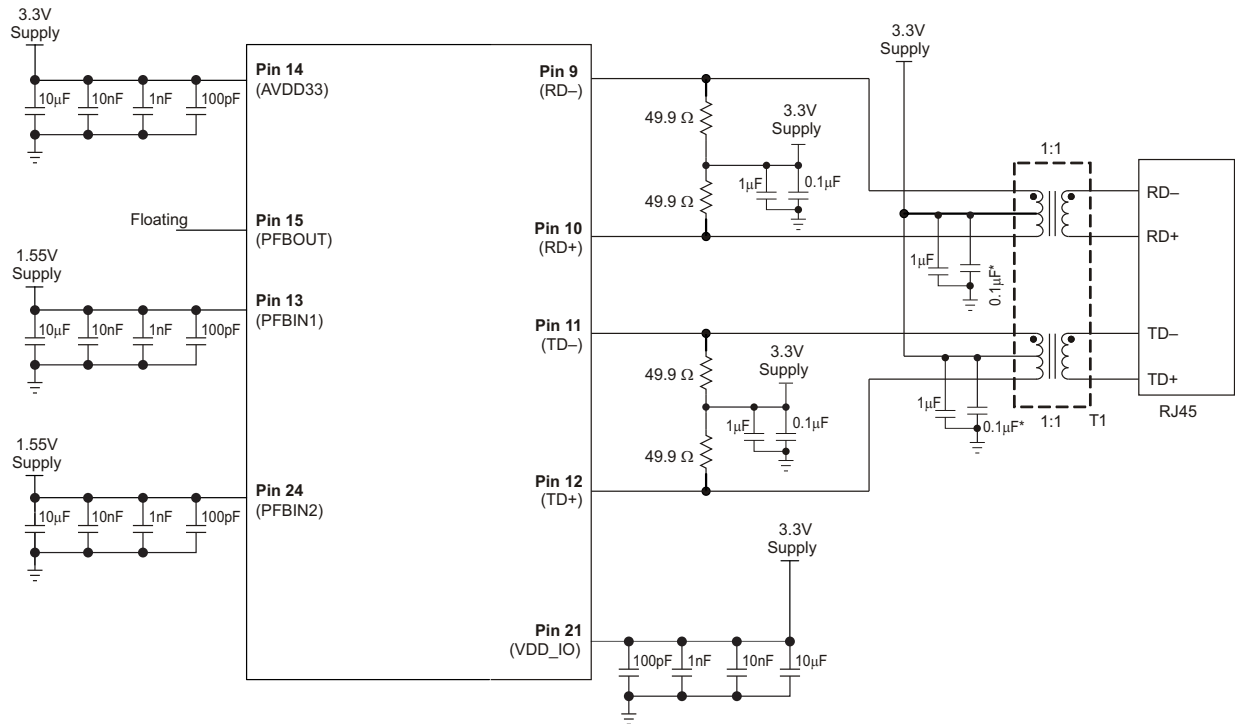 3.3V
Supply
10µF
10nF
1nF
100pF
Pin 14
(AVDD33)
Floating
Pin 15
(PFBOUT)
1.55V
Supply
10µF
10nF
1nF
100pF
Pin 13
(PFBIN1)
1.55V
Supply
10µF
10nF
1nF
100pF
Pin 24
(PFBIN2)
Pin 9
(RD–)
49.9 Ω
3.3V
Supply
1µF
0.1µF
49.9 Ω
Pin 10
(RD+)
Pin 11
(TD–)
49.9 Ω
3.3V
Supply
1µF
0.1µF
49.9 Ω
Pin 12
(TD+)
3.3V
Supply
Pin 21
(VDD_IO)
100pF
1nF
10nF
10µF
3.3V
Supply
1µF
0.1µF*
1µF
0.1µF*
1:1
1:1
T1
RD–
RD+
TD–
TD+
RJ45